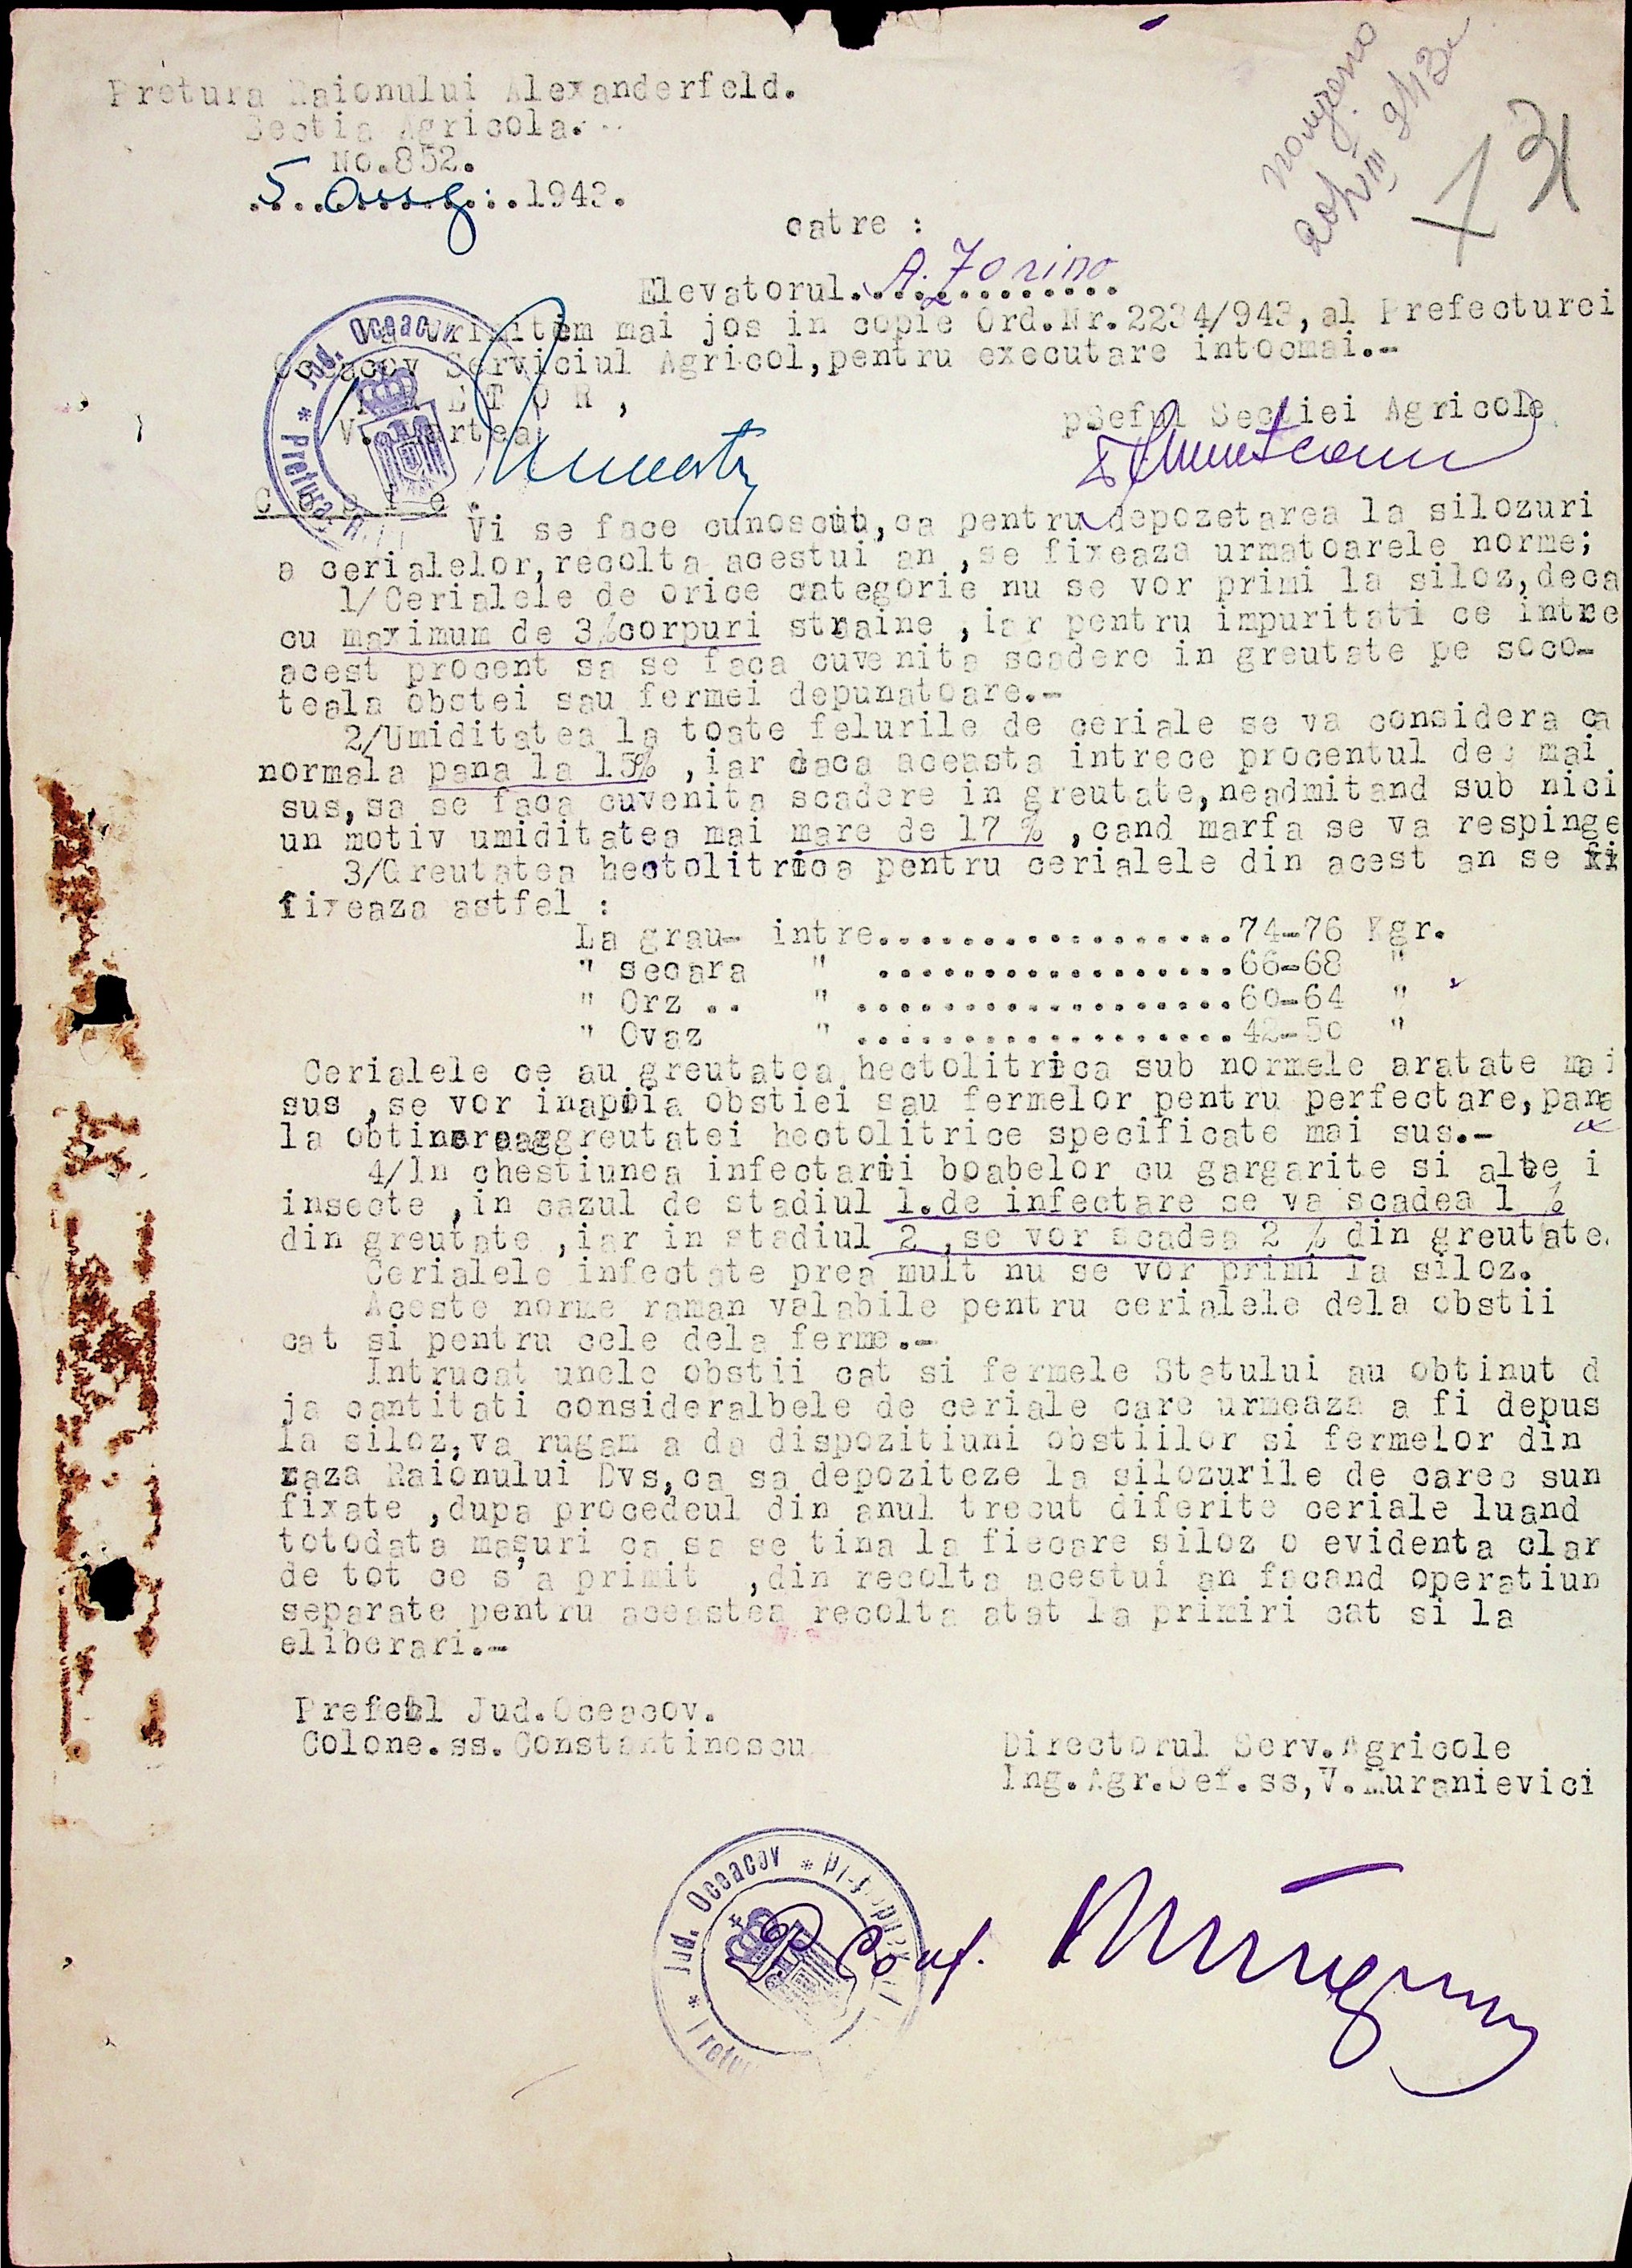 Pretura Raionului Alexanderfeld.
Sectia Agricola.-
No.852.
5 Aug. 1943.
получено
31
catre :
Elevatorul. A.
trimitem mai jos in copie Ord.Nr.2234/943, al Prefecturei
Oceacov Serviciul Agricol,pentru executare intocmai.-
P R E T O R ,
pSeful Sectiei Agricole
Jud. Oceacov * Pretura
C o p i e .
Vi se face cunoscut,ca pentru depozetarea la silozuri
a cerialelor,recolta acestui an ,se fixeaza urmatoarele norme;
1/Cerialele de orice categorie nu se vor primi la siloz,deca
cu maximum de 3%corpuri straine ,iar pentru impuritati ce intre
acest procent sa se faca cuvenita scadere in greutate pe soco-
teala obstei sau fermei depunatoare.-
2/Umiditatea la toate felurile de ceriale se va considera ca
normala pana la 15% ,iar daca aceasta intrece procentul de mai
sus,sa se faca cuvenita scadere in greutate,neadmitand sub nici
un motiv umiditatea mai mare de 17 % ,cand marfa se va respinge
3/Greutatea hectolitrica pentru cerialele din acest an se
fixeaza astfel :
La grau- intre..................74-76 Kgr.
" secara " ..................66-68 "
" Orz .. " ...................60-64 "
" Ovaz " ...................42-50 "
Cerialele ce au greutatea hectolitrica sub normele aratate mai
sus ,se vor inapoia obstiei sau fermelor pentru perfectare,pana
la obtinerea greutatei hectolitrice specificate mai sus.-
4/In chestiunea infectarii boabelor cu gargarite si alte i
insecte ,in cazul de stadiul 1.de infectare se va scadea 1 %
din greutate ,iar in stadiul 2 ,se vor scadea 2 % din greutate.
Cerialele infectate prea mult nu se vor primi la siloz.
Aceste norme raman valabile pentru cerialele dela obstii
cat si pentru cele dela ferme.-
Intrucat unele obstii cat si fermele Statului au obtinut d
ja cantitati consideralbele de ceriale care urmeaza a fi depus
la siloz,va rugam a da dispozitiuni obstiilor si fermelor din
raza Raionului Dvs,ca sa depoziteze la silozurile de carec sun
fixate ,dupa procedeul din anul trecut diferite ceriale luand
totodata maşuri ca sa se tina la fiecare siloz o evidenta clar
de tot ce s'a primit ,din recolta acestui an facand operatiun
separate pentru aceastea recolta atat la primiri cat si la
eliberari.-
Prefectul Jud.Oceacov.
Colone.ss.Constantinescu
Directorul Serv.Agricole
Ing.Agr.Sef.ss,V.Muranievici
Jud. Oceacov *
P Conf.